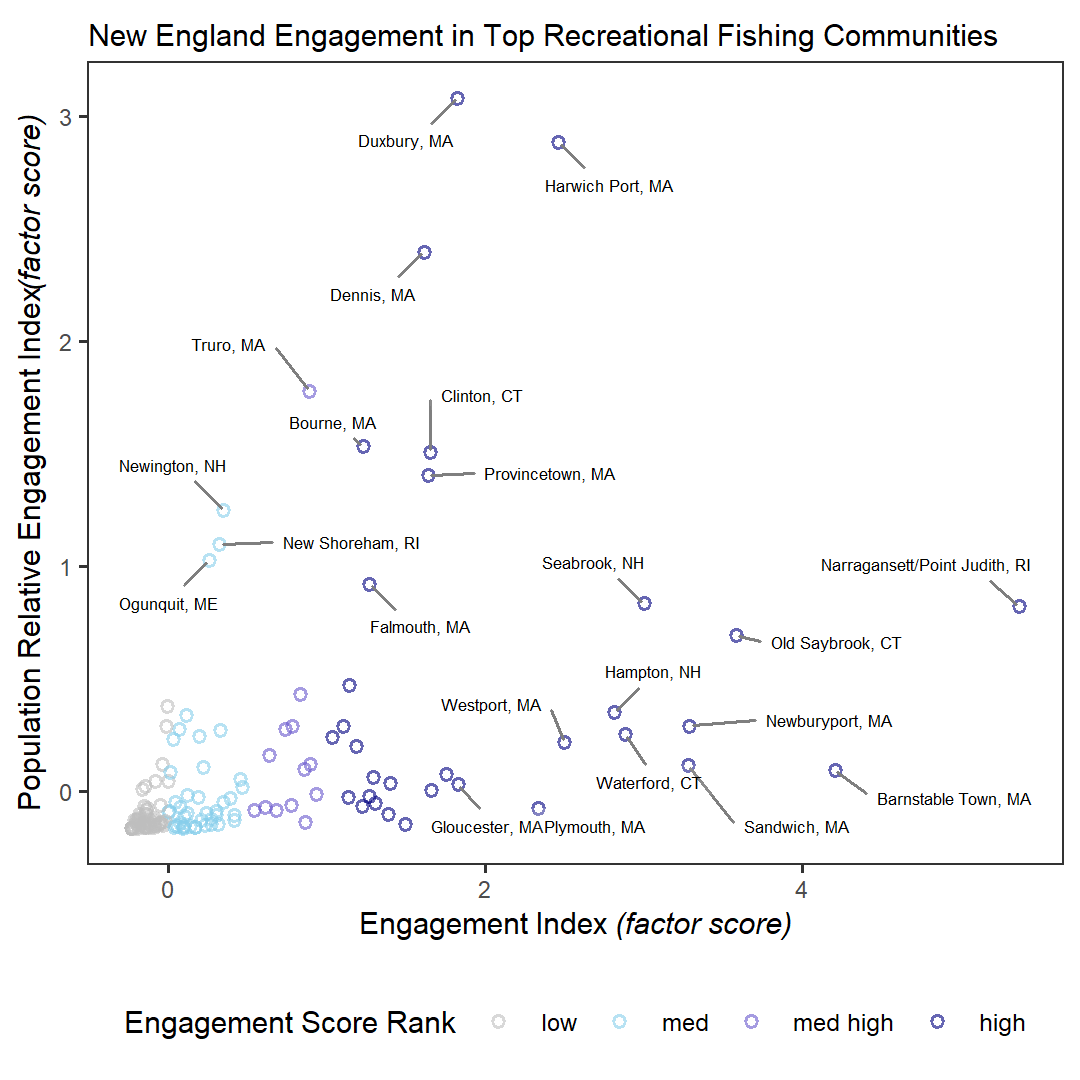 New England Engagement in Top Recreational Fishing Communities
Population Relative Engagement Index(factor score)
3
2
1
0
Duxbury, MA
Harwich Port, MA
Dennis, MA
Truro, MA
Clinton, CT
Bourne, MA
Newington, NH
Provincetown, MA
New Shoreham, RI
Seabrook, NH
Narragansett/Point Judith, RI
Ogunquit, ME
Falmouth, MA
Old Saybrook, CT
Hampton, NH
Westport, MA
Newburyport, MA
Waterford, CT
Barnstable Town, MA
Gloucester, MA
Plymouth, MA
Sandwich, MA
0
2
4
Engagement Index (factor score)
Engagement Score Rank
low
med
med high
high